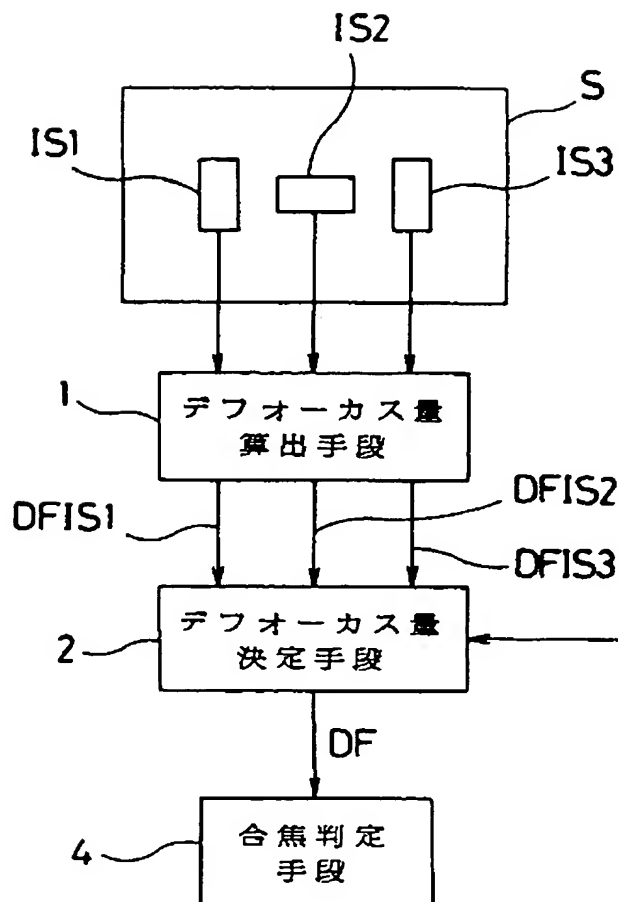 IS2
S
IS1
IS3
1
デフォーカス量
算出手段
DFIS1
DFIS2
DFIS3
2
デフォーカス量
決定手段
DF
4
合焦判定
手段